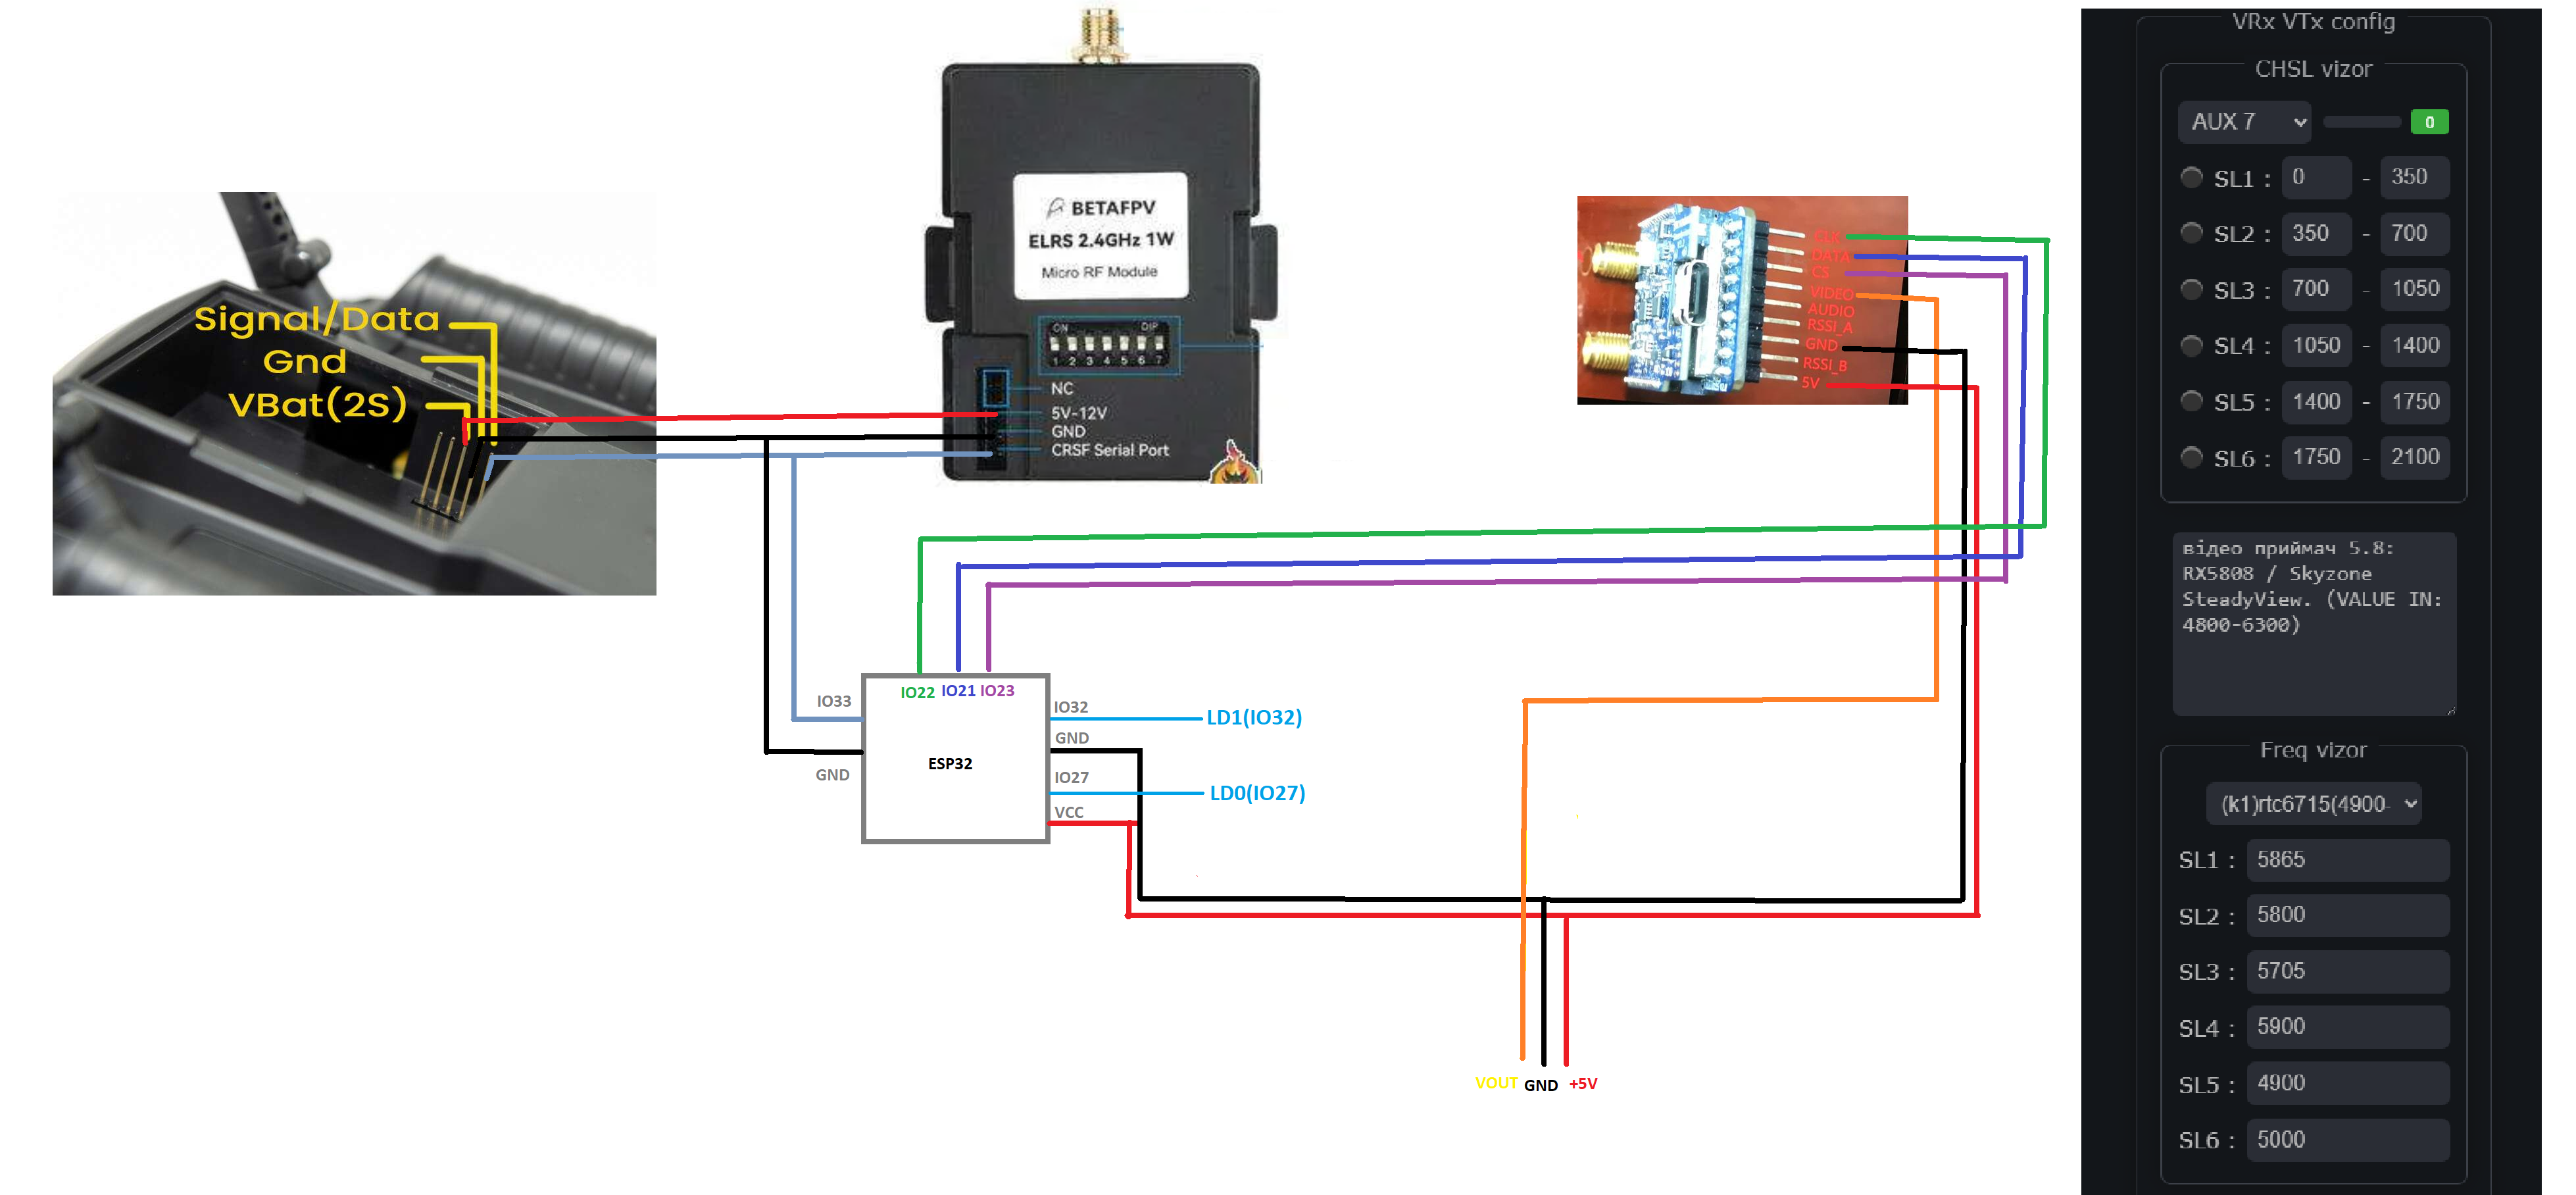 Signal/Data
Gnd
VBat(2S)
BETAFPV
ELRS 2.4GHz 1W
Micro RF Module
ON DIP
1 2 3 4 5 6 7
NC
5V-12V
GND
CRSF Serial Port
CLK
DATA
CS
VIDEO
AUDIO
RSSI_A
GND
RSSI_B
5V
IO22 IO21 IO23
IO33
GND
ESP32
IO32
GND
IO27
VCC
LD1(IO32)
LD0(IO27)
VOUT GND +5V
VRx VTx config
CHSL vizor
AUX 7 0
SL1 : 0 - 350
SL2 : 350 - 700
SL3 : 700 - 1050
SL4 : 1050 - 1400
SL5 : 1400 - 1750
SL6 : 1750 - 2100
відео приймач 5.8:
RX5808 / Skyzone
SteadyView. (VALUE IN:
4800-6300)
Freq vizor
(k1)rtc6715(4900-
SL1 : 5865
SL2 : 5800
SL3 : 5705
SL4 : 5900
SL5 : 4900
SL6 : 5000